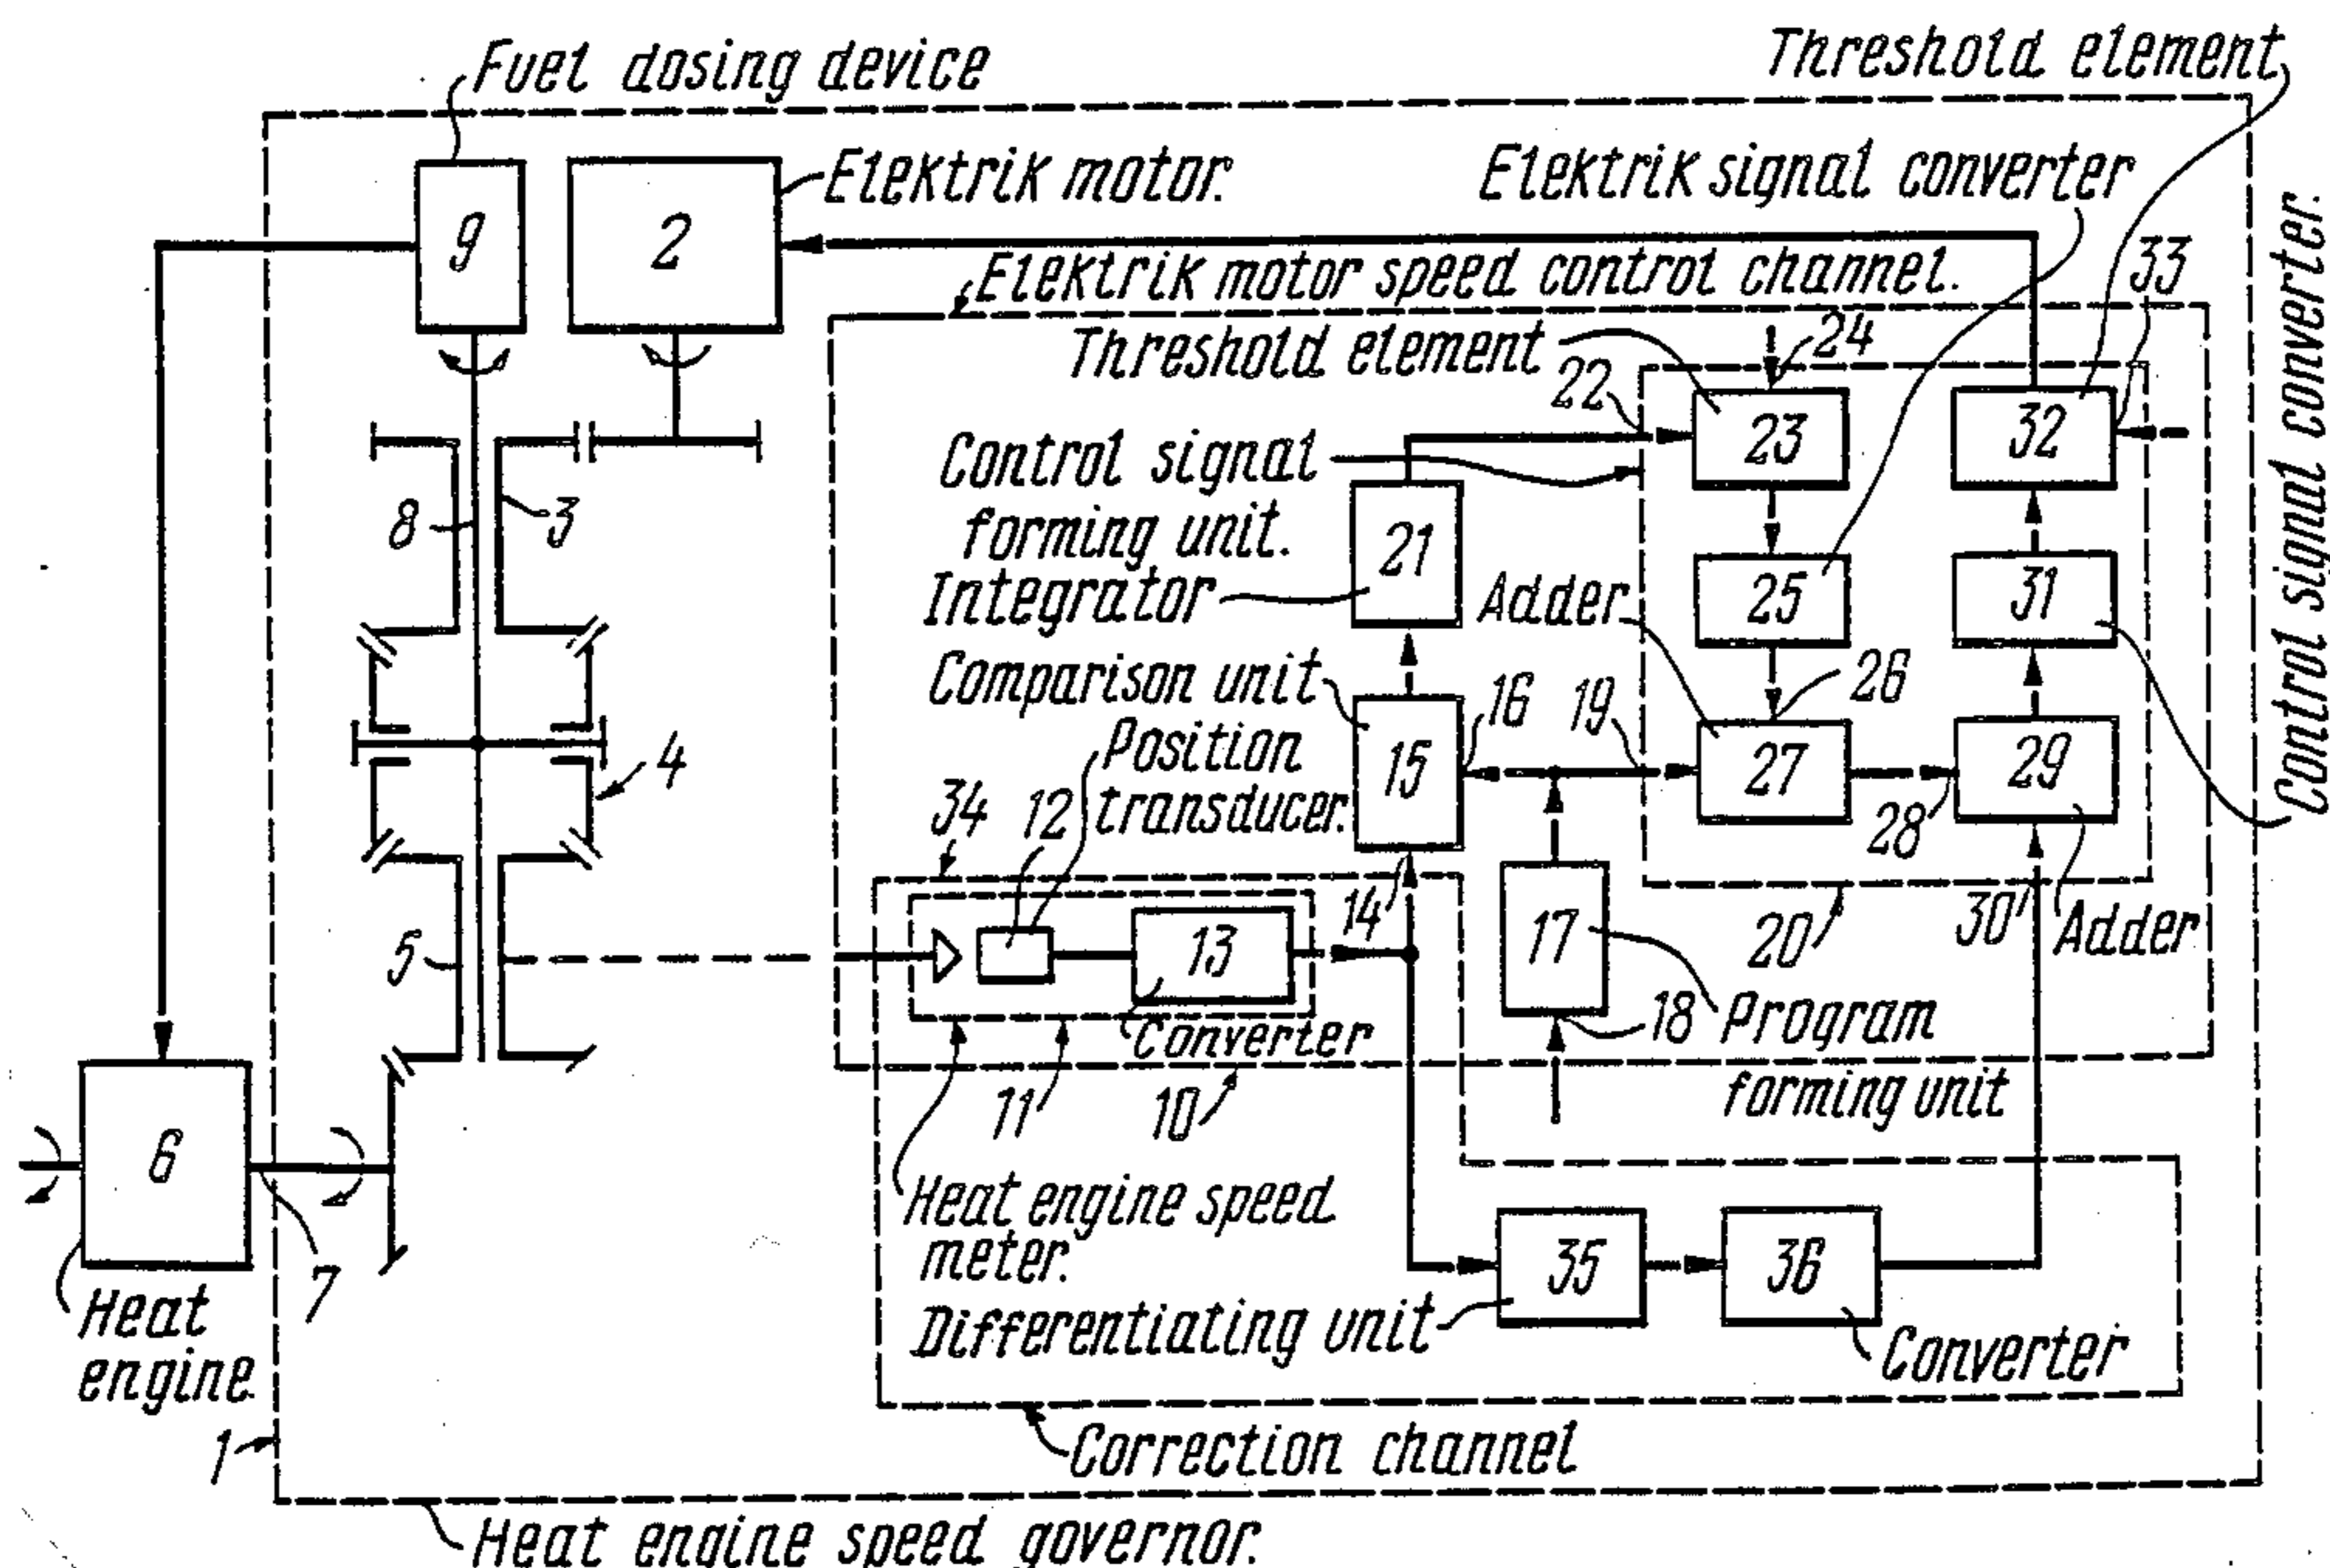 Fuel dosing device
Threshold element
Elektrik motor.
Elektrik signal converter
9
2
Elektrik motor speed control channel.
33
Threshold element
24
22
23
32
Control signal converter.
Control signal
forming unit.
8
3
21
Integrator
Adder
25
31
Comparison unit
16
19
26
Position
transducer.
15
27
29
4
34
12
28
14
17
30
Adder
20
5
13
18
Program
Converter
forming unit
11
10
6
Heat engine speed
meter.
35
36
7
Heat
engine
Differentiating unit
Converter
1
Correction channel
Heat engine speed governor.